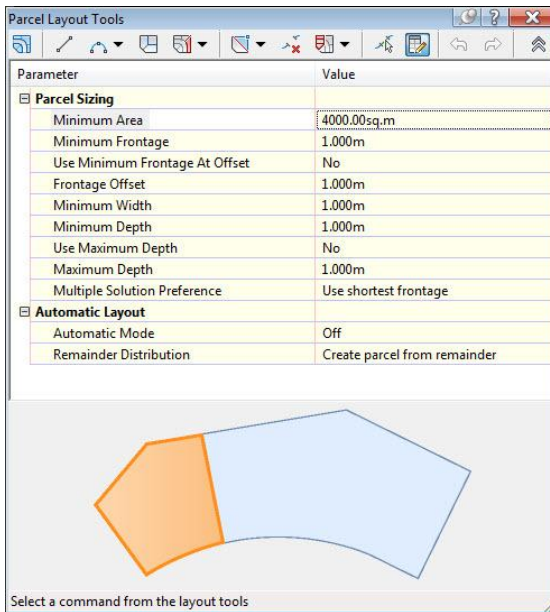 Parcel Layout Tools
Parameter Value
Parcel Sizing
Minimum Area 4000.00sq.m
Minimum Frontage 1.000m
Use Minimum Frontage At Offset No
Frontage Offset 1.000m
Minimum Width 1.000m
Minimum Depth 1.000m
Use Maximum Depth No
Maximum Depth 1.000m
Multiple Solution Preference Use shortest frontage
Automatic Layout
Automatic Mode Off
Remainder Distribution Create parcel from remainder
Select a command from the layout tools